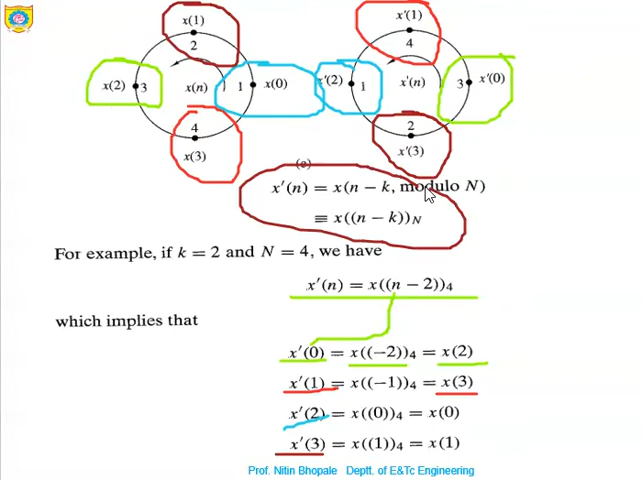 x(1)
2
x(2) 3 x(n) 1 x(0)
4
x(3)
x'(1)
4
x'(2) 1 x'(n) 3 x'(0)
2
x'(3)
(e)
x'(n) = x(n − k, modulo N)
≡ x((n − k))N
For example, if k = 2 and N = 4, we have
x'(n) = x((n − 2))4
which implies that
x'(0) = x((−2))4 = x(2)
x'(1) = x((−1))4 = x(3)
x'(2) = x((0))4 = x(0)
x'(3) = x((1))4 = x(1)
Prof. Nitin Bhopale Deptt. of E&Tc Engineering